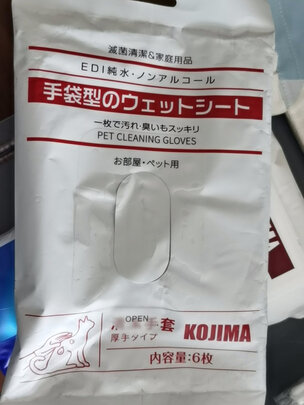 滅菌清潔&家庭用品
EDI純水・ノンアルコール
手袋型のウェットシート
一枚で汚れ・臭いもスッキリ
PET CLEANING GLOVES
お部屋・ペット用
OPEN
手套
厚手タイプ
KOJIMA
内容量:6枚